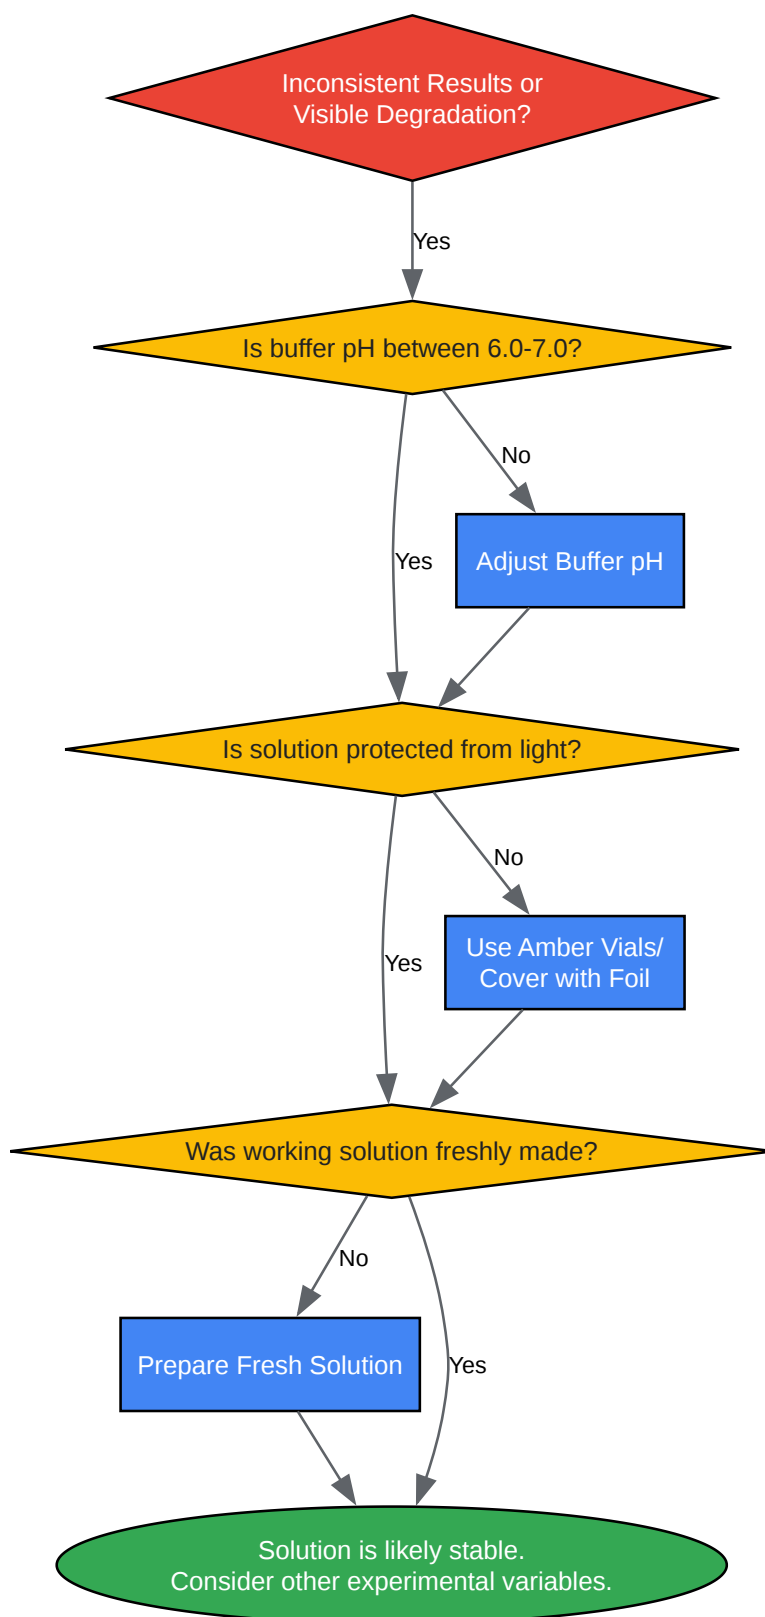 Inconsistent Results or
Visible Degradation?
Yes
Is buffer pH between 6.0-7.0?
No
Yes
Adjust Buffer pH
Is solution protected from light?
No
Yes
Use Amber Vials/
Cover with Foil
Was working solution freshly made?
No
Prepare Fresh Solution
Yes
Solution is likely stable.
Consider other experimental variables.